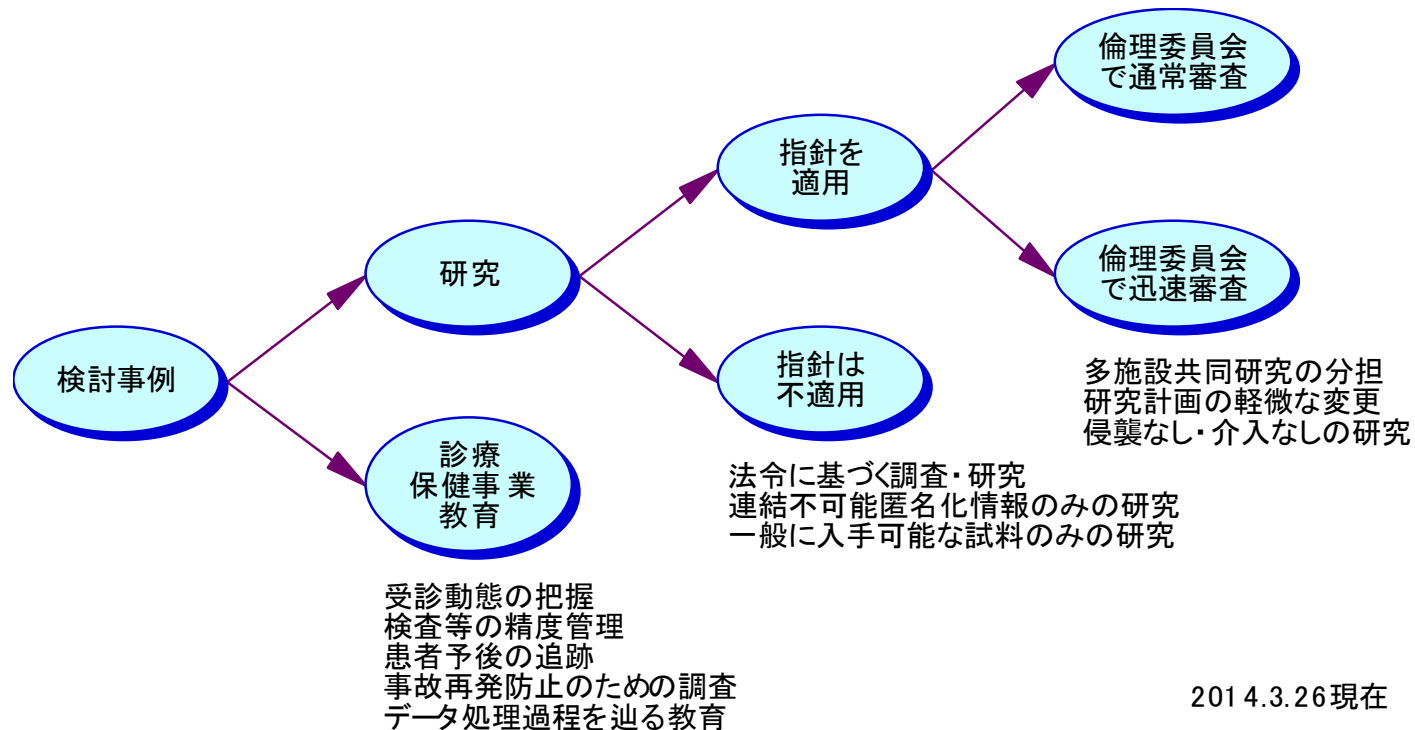 倫理委員会
で通常審査
指針を
適用
研究
倫理委員会
で迅速審査
検討事例
指針は
不適用
多施設共同研究の分担
研究計画の軽微な変更
侵襲なし・介入なしの研究
診療
保健事業
教育
法令に基づく調査・研究
連結不可能匿名化情報のみの研究
一般に入手可能な試料のみの研究
受診動態の把握
検査等の精度管理
患者予後の追跡
事故再発防止のための調査
データ処理過程を辿る教育
2014.3.26現在